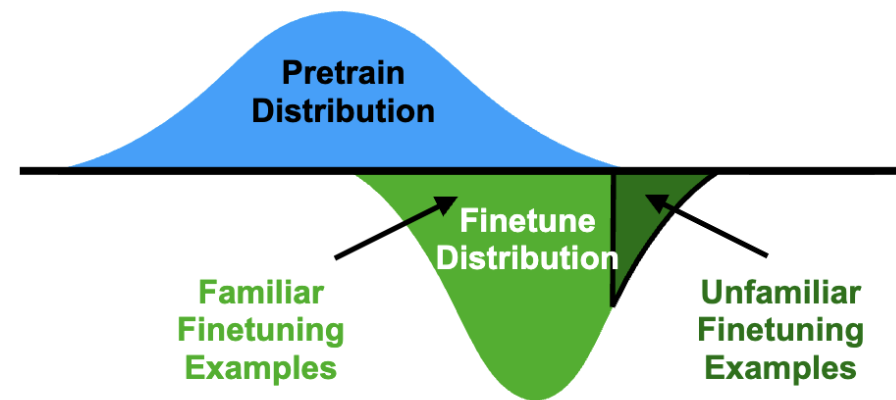 Pretrain
Distribution
Finetune
Distribution
Familiar
Finetuning
Examples
Unfamiliar
Finetuning
Examples